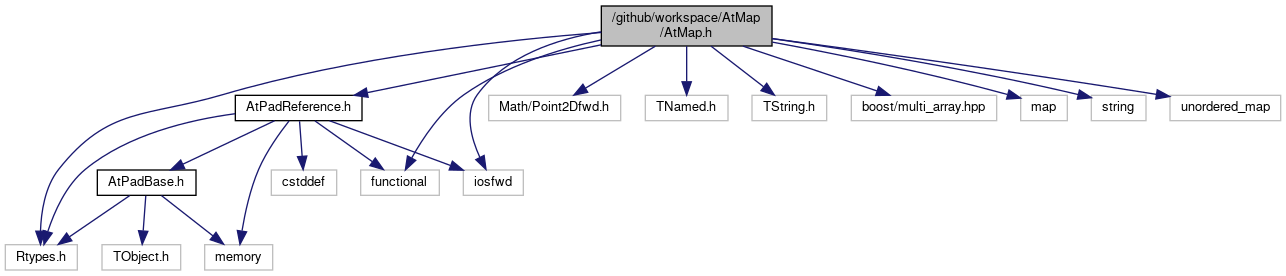 /github/workspace/AtMap
/AtMap.h
AtPadReference.h
Math/Point2Dfwd.h
TNamed.h
TString.h
boost/multi_array.hpp
map
string
unordered_map
AtPadBase.h
cstddef
functional
iosfwd
Rtypes.h
TObject.h
memory